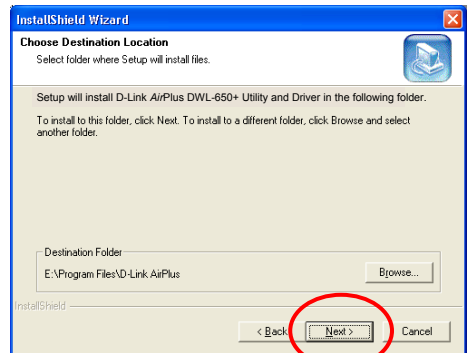 InstallShield Wizard
Choose Destination Location
Select folder where Setup will install files.
Setup will install D-Link AirPlus DWL-650+ Utility and Driver in the following folder.
To install to this folder, click Next. To install to a different folder, click Browse and select
another folder.
Destination Folder
E:\Program Files\D-Link AirPlus
Browse...
InstallShield
< Back
Next >
Cancel